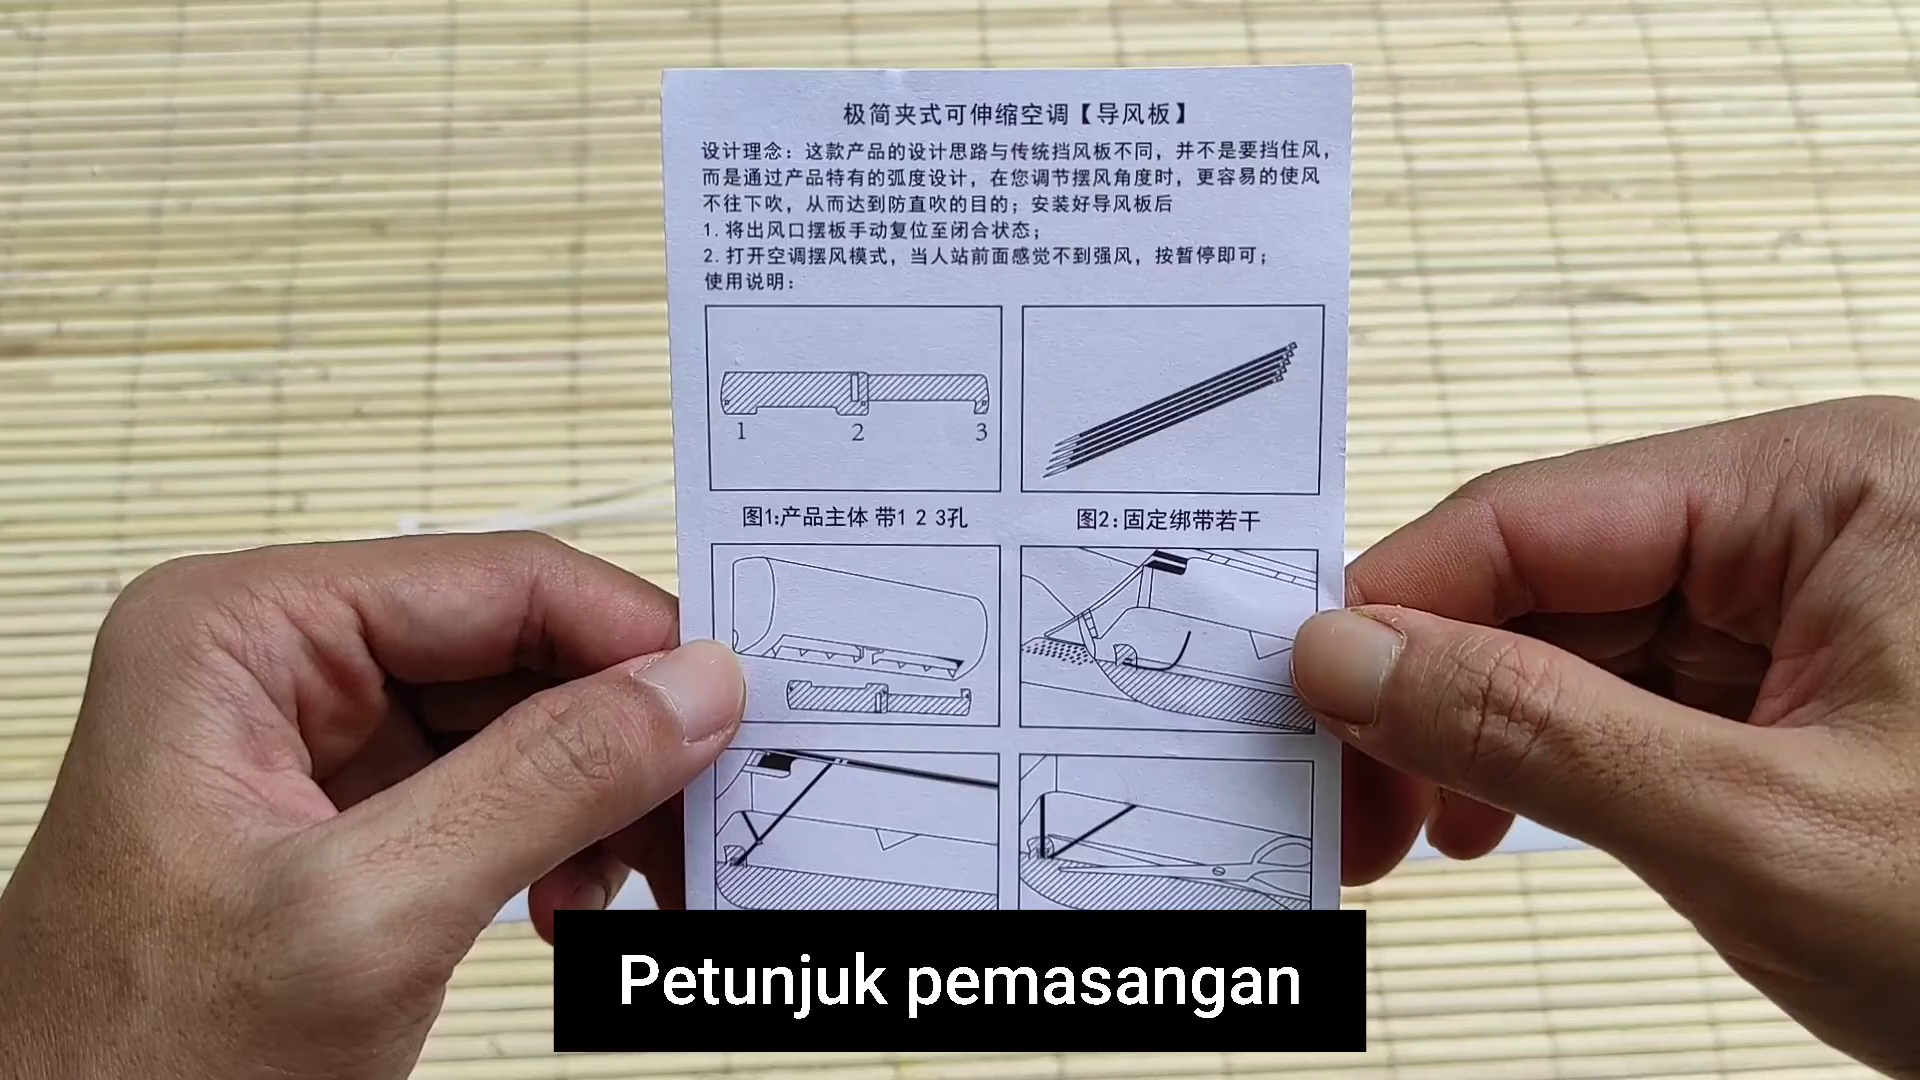 极简夹式可伸缩空调【导风板】
设计理念：这款产品的设计思路与传统挡风板不同，并不是要挡住风，
而是通过产品特有的弧度设计，在您调节摆风角度时，更容易的使风
不往下吹，从而达到防直吹的目的；安装好导风板后
1.将出风口摆板手动复位至闭合状态；
2.打开空调摆风模式，当人站前面感觉不到强风，按暂停即可；
使用说明：
1 2 3
图1:产品主体 带1 2 3孔
图2:固定绑带若干
Petunjuk pemasangan